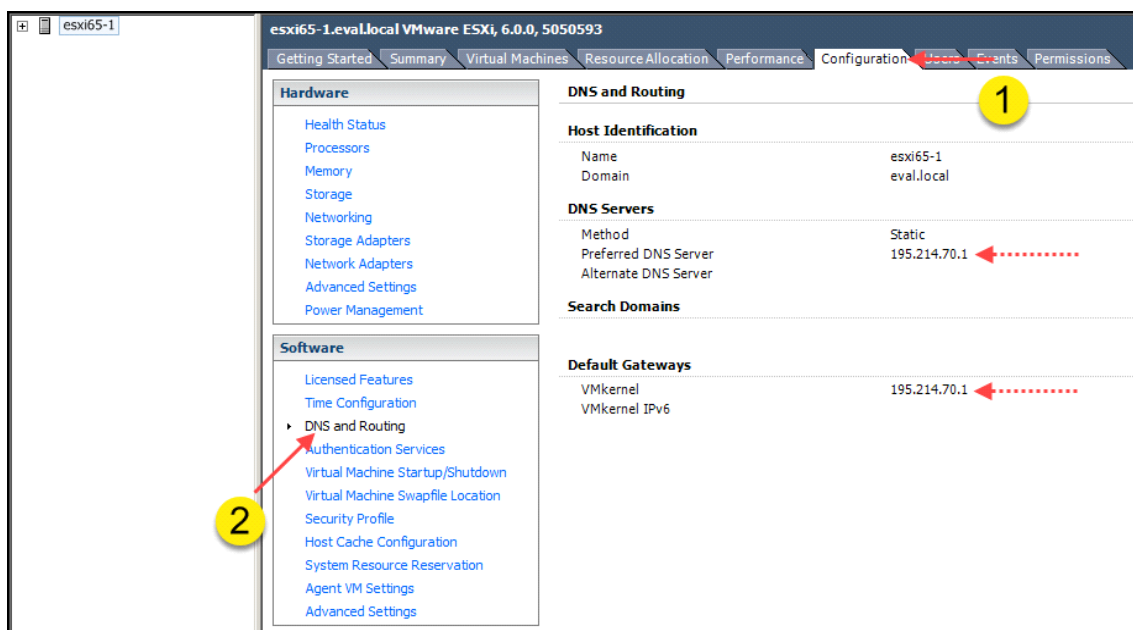 esxi65-1
esxi65-1.eval.local VMware ESXi, 6.0.0, 5050593
Getting Started Summary Virtual Machines Resource Allocation Performance Configuration Users Events Permissions
1
Hardware
Health Status
Processors
Memory
Storage
Networking
Storage Adapters
Network Adapters
Advanced Settings
Power Management
Software
Licensed Features
Time Configuration
DNS and Routing
Authentication Services
Virtual Machine Startup/Shutdown
Virtual Machine Swapfile Location
Security Profile
Host Cache Configuration
System Resource Reservation
Agent VM Settings
Advanced Settings
2
DNS and Routing
Host Identification
Name esxi65-1
Domain eval.local
DNS Servers
Method Static
Preferred DNS Server 195.214.70.1
Alternate DNS Server
Search Domains
Default Gateways
VMkernel 195.214.70.1
VMkernel IPv6